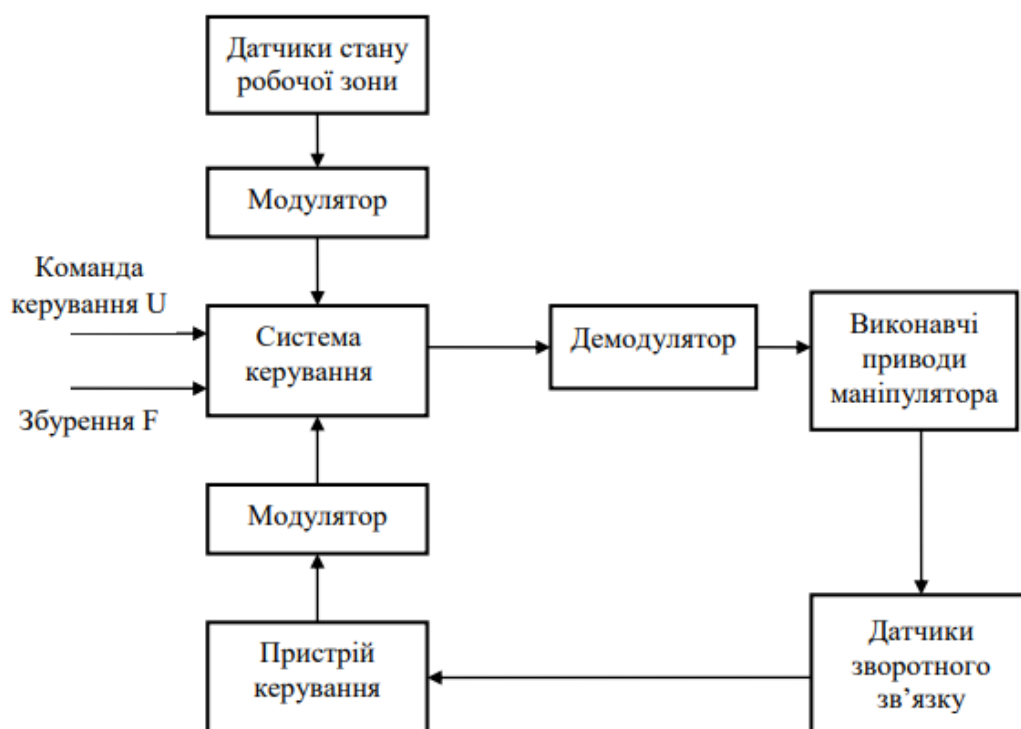 Датчики стану
робочої зони
Модулятор
Команда
керування U
Збурення F
Система
керування
Демодулятор
Виконавчі
приводи
маніпулятора
Модулятор
Пристрій
керування
Датчики
зворотного
зв’язку